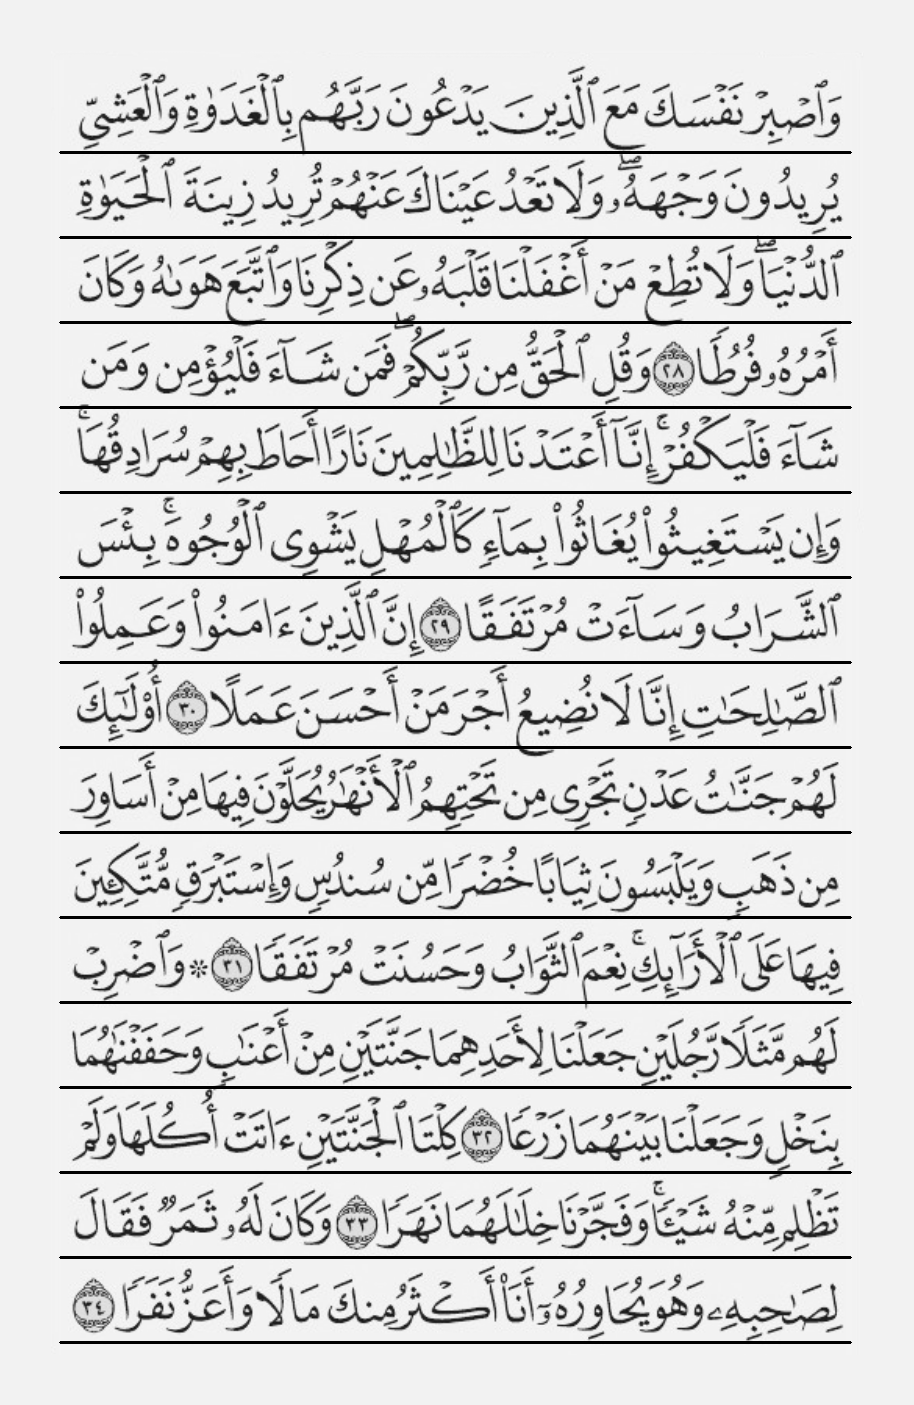 وَٱصۡبِرۡ نَفۡسَكَ مَعَ ٱلَّذِينَ يَدۡعُونَ رَبَّهُم بِٱلۡغَدَوٰةِ وَٱلۡعَشِيِّ
يُرِيدُونَ وَجۡهَهُۥۖ وَلَا تَعۡدُ عَيۡنَاكَ عَنۡهُمۡ تُرِيدُ زِينَةَ ٱلۡحَيَوٰةِ
ٱلدُّنۡيَاۖ وَلَا تُطِعۡ مَنۡ أَغۡفَلۡنَا قَلۡبَهُۥ عَن ذِكۡرِنَا وَٱتَّبَعَ هَوَىٰهُ وَكَانَ
أَمۡرُهُۥ فُرُطٗا ٢٨ وَقُلِ ٱلۡحَقُّ مِن رَّبِّكُمۡۖ فَمَن شَآءَ فَلۡيُؤۡمِن وَمَن
شَآءَ فَلۡيَكۡفُرۡۚ إِنَّآ أَعۡتَدۡنَا لِلظَّٰلِمِينَ نَارًا أَحَاطَ بِهِمۡ سُرَادِقُهَاۚ
وَإِن يَسۡتَغِيثُواْ يُغَاثُواْ بِمَآءٖ كَٱلۡمُهۡلِ يَشۡوِي ٱلۡوُجُوهَۚ بِئۡسَ
ٱلشَّرَابُ وَسَآءَتۡ مُرۡتَفَقًا ٢٩ إِنَّ ٱلَّذِينَ ءَامَنُواْ وَعَمِلُواْ
ٱلصَّٰلِحَٰتِ إِنَّا لَا نُضِيعُ أَجۡرَ مَنۡ أَحۡسَنَ عَمَلًا ٣٠ أُوْلَٰٓئِكَ
لَهُمۡ جَنَّٰتُ عَدۡنٖ تَجۡرِي مِن تَحۡتِهِمُ ٱلۡأَنۡهَٰرُ يُحَلَّوۡنَ فِيهَا مِنۡ أَسَاوِرَ
مِن ذَهَبٖ وَيَلۡبَسُونَ ثِيَابًا خُضۡرٗا مِّن سُندُسٖ وَإِسۡتَبۡرَقٖ مُّتَّكِـِٔينَ
فِيهَا عَلَى ٱلۡأَرَآئِكِۚ نِعۡمَ ٱلثَّوَابُ وَحَسُنَتۡ مُرۡتَفَقٗا ٣١ ۞ وَٱضۡرِبۡ
لَهُم مَّثَلٗا رَّجُلَيۡنِ جَعَلۡنَا لِأَحَدِهِمَا جَنَّتَيۡنِ مِنۡ أَعۡنَٰبٖ وَحَفَفۡنَٰهُمَا
بِنَخۡلٖ وَجَعَلۡنَا بَيۡنَهُمَا زَرۡعٗا ٣٢ كِلۡتَا ٱلۡجَنَّتَيۡنِ ءَاتَتۡ أُكُلَهَا وَلَمۡ
تَظۡلِم مِّنۡهُ شَيۡـٔٗاۚ وَفَجَّرۡنَا خِلَٰلَهُمَا نَهَرٗا ٣٣ وَكَانَ لَهُۥ ثَمَرٞ فَقَالَ
لِصَٰحِبِهِۦ وَهُوَ يُحَاوِرُهُۥٓ أَنَا۠ أَكۡثَرُ مِنكَ مَالٗا وَأَعَزُّ نَفَرٗا ٣٤